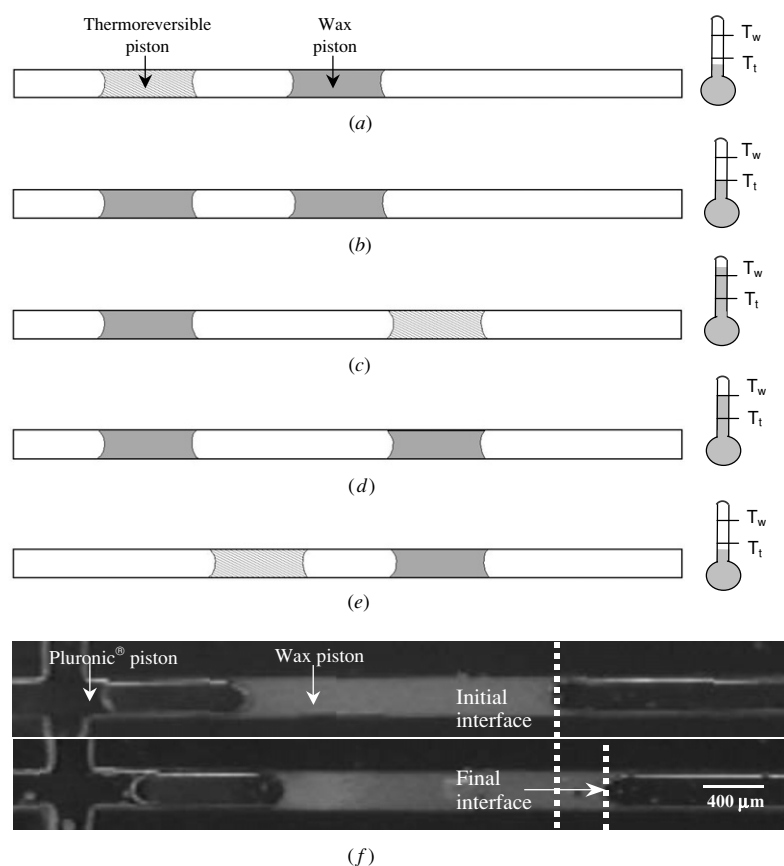 Thermoreversible piston
Wax piston
T_w
T_t
(a)
T_w
T_t
(b)
T_w
T_t
(c)
T_w
T_t
(d)
T_w
T_t
(e)
Pluronic® piston
Wax piston
Initial interface
Final interface
400 μm
(f)